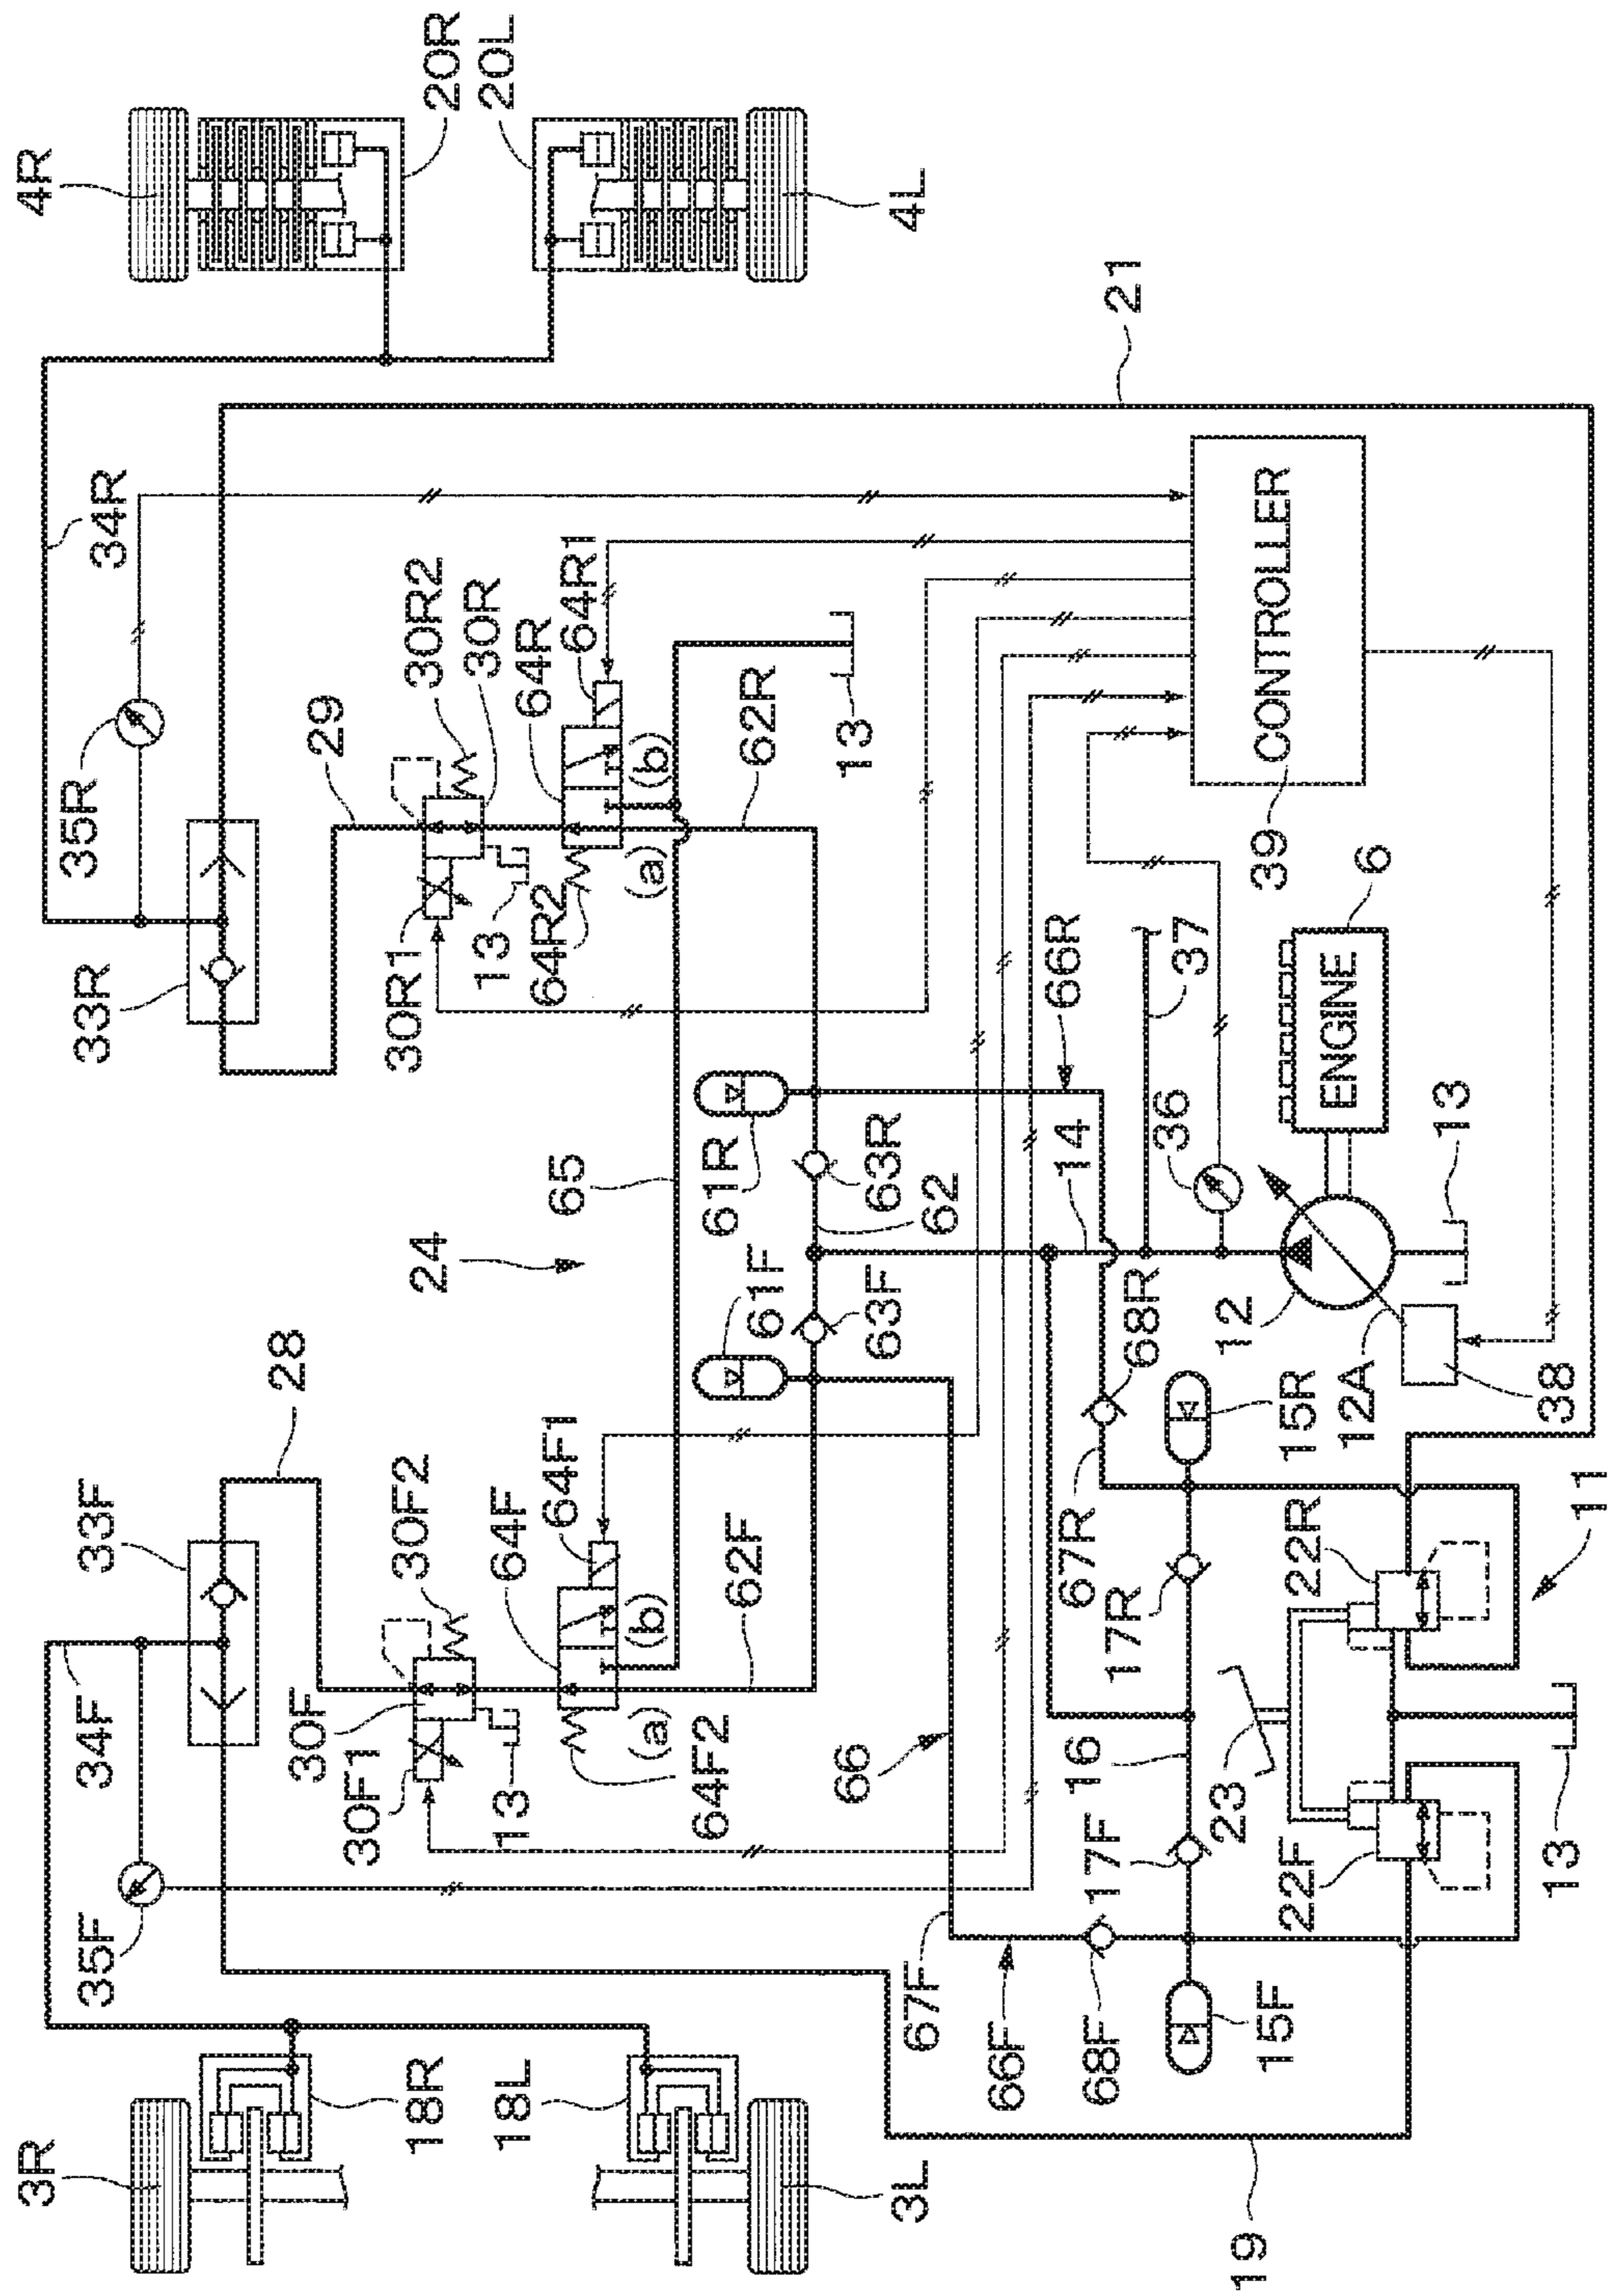 3R
4R
35F
34F
33F
33R
35R
34R
28
29
30F
30F1
30F2
30R1
30R2
18R
24
20R
18L
13
64F
13
30R
20L
64F1
65
64R2
64R
64R1
(a)
(b)
(a)
(b)
64F2
62F
61F
61R
62R
66
63F
63R
13
3L
4L
67F
62
66F
66R
68F
17F
16
67R
14
21
17R
68R
36
37
23
12
19
15F
22F
22R
15R
39
CONTROLLER
ENGINE
12A
6
13
11
38
13